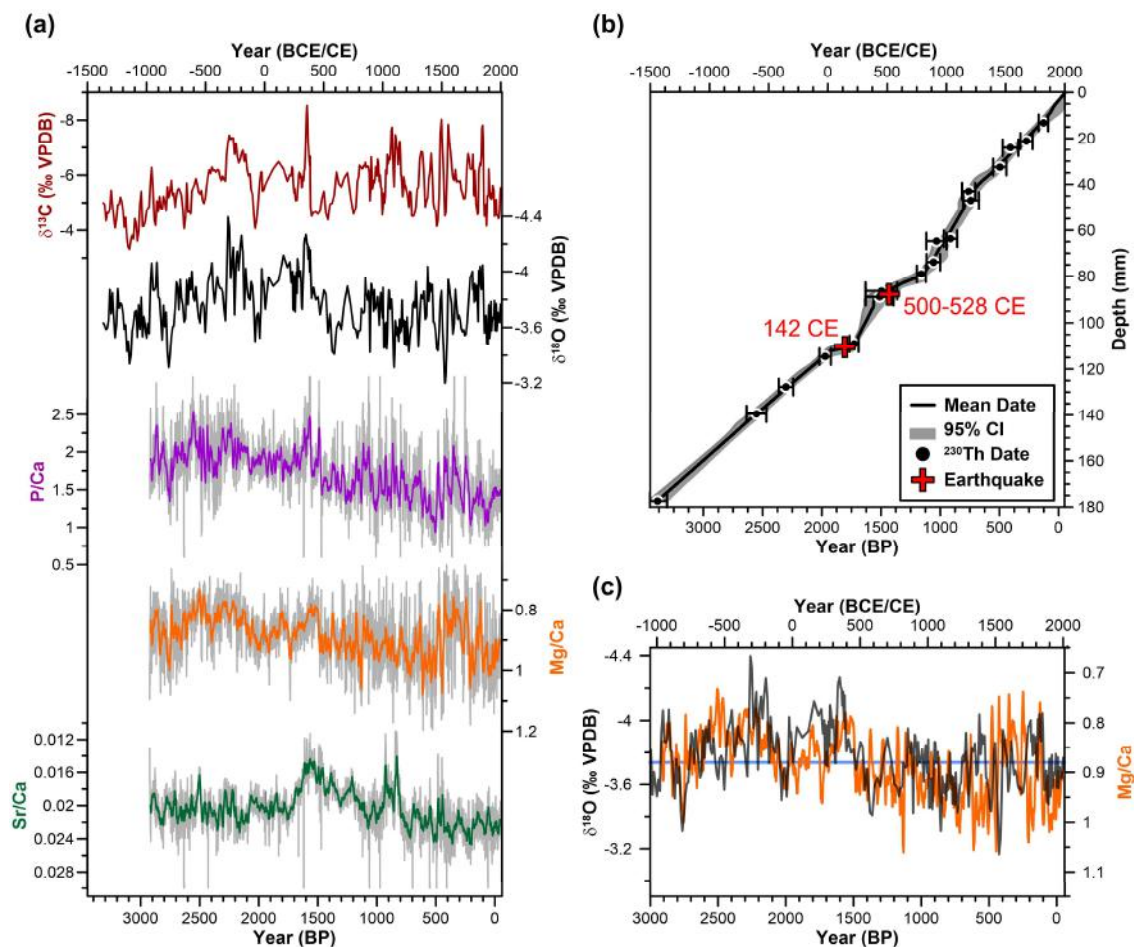 (a)
Year (BCE/CE)
-1500 -1000 -500 0 500 1000 1500 2000
-8
-6
-4
δ13C (‰ VPDB)
-4.4
-4
-3.6
-3.2
δ18O (‰ VPDB)
2.5
2
1.5
1
0.5
P/Ca
0.8
1
1.2
Mg/Ca
0.012
0.016
0.02
0.024
0.028
Sr/Ca
3000 2500 2000 1500 1000 500 0
Year (BP)
(b)
Year (BCE/CE)
-1500 -1000 -500 0 500 1000 1500 2000
0
20
40
60
80
100
120
140
160
180
Depth (mm)
500-528 CE
142 CE
Mean Date
95% CI
230Th Date
Earthquake
3000 2500 2000 1500 1000 500 0
Year (BP)
(c)
Year (BCE/CE)
-1000 -500 0 500 1000 1500 2000
-4.4
-4
-3.6
-3.2
δ18O (‰ VPDB)
0.7
0.8
0.9
1
1.1
Mg/Ca
3000 2500 2000 1500 1000 500 0
Year (BP)